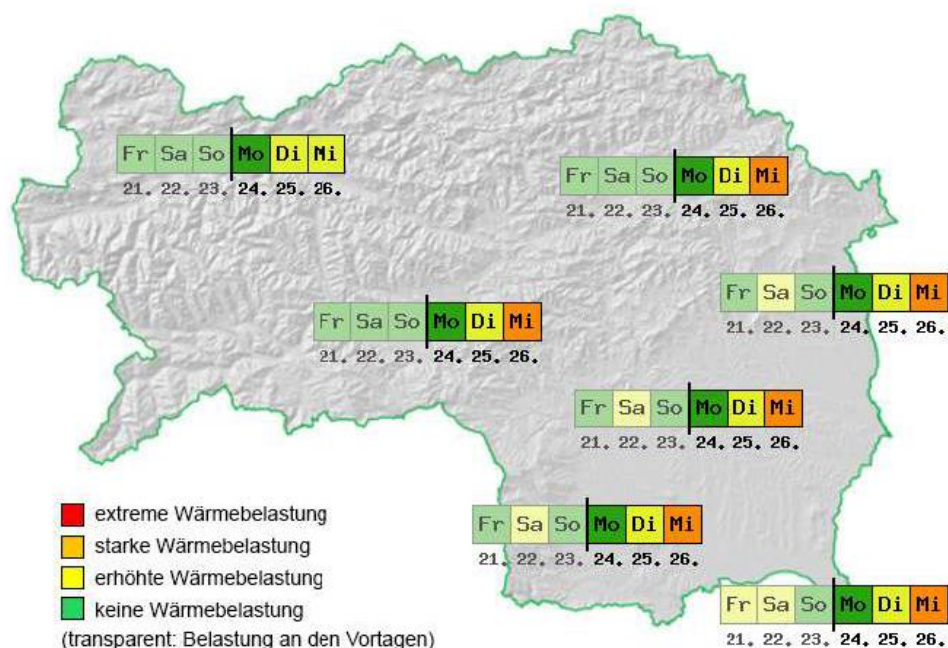 Fr Sa So Mo Di Mi
21. 22. 23. 24. 25. 26.
Fr Sa So Mo Di Mi
21. 22. 23. 24. 25. 26.
Fr Sa So Mo Di Mi
21. 22. 23. 24. 25. 26.
Fr Sa So Mo Di Mi
21. 22. 23. 24. 25. 26.
Fr Sa So Mo Di Mi
21. 22. 23. 24. 25. 26.
Fr Sa So Mo Di Mi
21. 22. 23. 24. 25. 26.
Fr Sa So Mo Di Mi
21. 22. 23. 24. 25. 26.
extreme Wärmebelastung
starke Wärmebelastung
erhöhte Wärmebelastung
keine Wärmebelastung
(transparent: Belastung an den Vortagen)